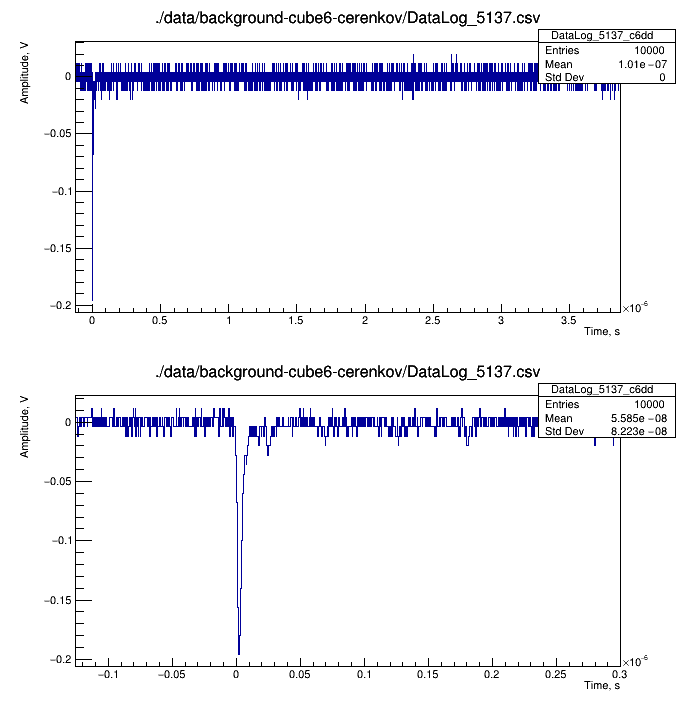 ./data/background-cube6-cerenkov/DataLog_5137.csv
DataLog_5137_c6dd
Entries 10000
Mean 1.01e−07
Std Dev 0
Amplitude, V
0
−0.05
−0.1
−0.15
−0.2
0 0.5 1 1.5 2 2.5 3 3.5
×10-6
Time, s
./data/background-cube6-cerenkov/DataLog_5137.csv
DataLog_5137_c6dd
Entries 10000
Mean 5.585e−08
Std Dev 8.223e−08
Amplitude, V
0
−0.05
−0.1
−0.15
−0.2
−0.1 −0.05 0 0.05 0.1 0.15 0.2 0.25 0.3
×10-6
Time, s